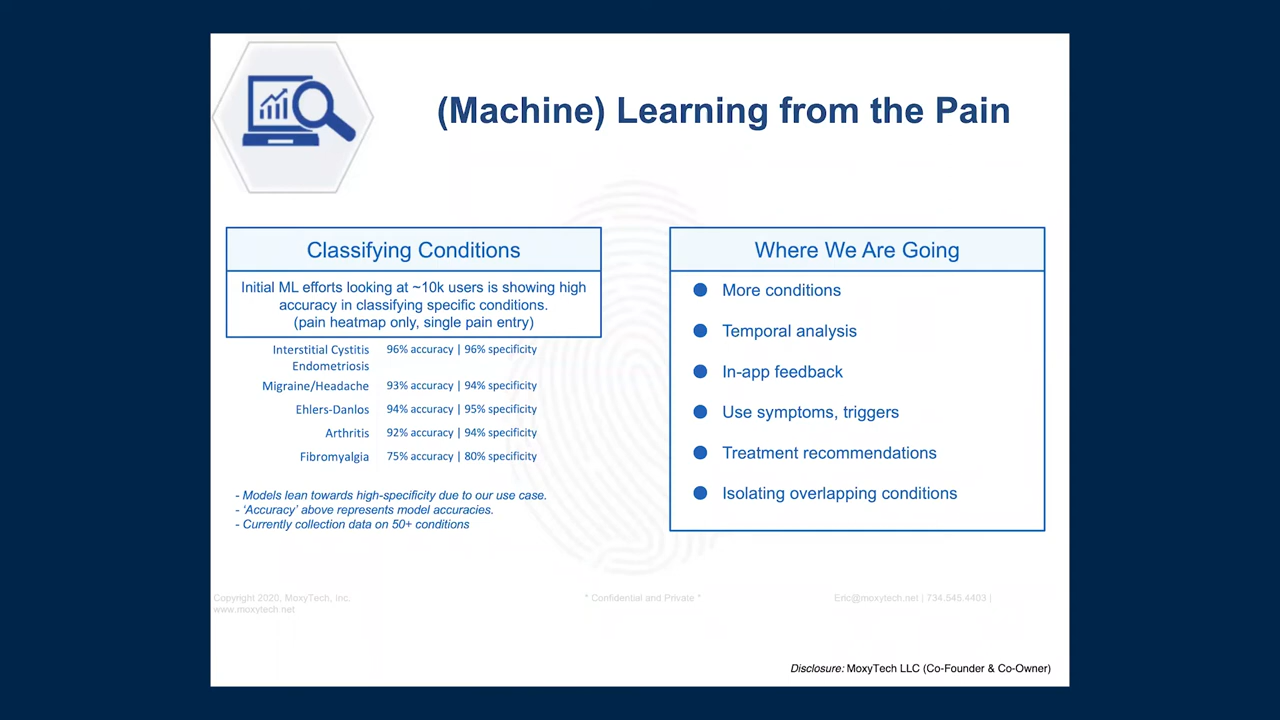 (Machine) Learning from the Pain
Classifying Conditions
Initial ML efforts looking at ~10k users is showing high
accuracy in classifying specific conditions.
(pain heatmap only, single pain entry)
Interstitial Cystitis 96% accuracy | 96% specificity
Endometriosis
Migraine/Headache 93% accuracy | 94% specificity
Ehlers-Danlos 94% accuracy | 95% specificity
Arthritis 92% accuracy | 94% specificity
Fibromyalgia 75% accuracy | 80% specificity
- Models lean towards high-specificity due to our use case.
- ‘Accuracy’ above represents model accuracies.
- Currently collection data on 50+ conditions
Where We Are Going
● More conditions
● Temporal analysis
● In-app feedback
● Use symptoms, triggers
● Treatment recommendations
● Isolating overlapping conditions
Copyright 2020, MoxyTech, Inc. * Confidential and Private * Eric@moxytech.net | 734.545.4403 |
www.moxytech.net
Disclosure: MoxyTech LLC (Co-Founder & Co-Owner)